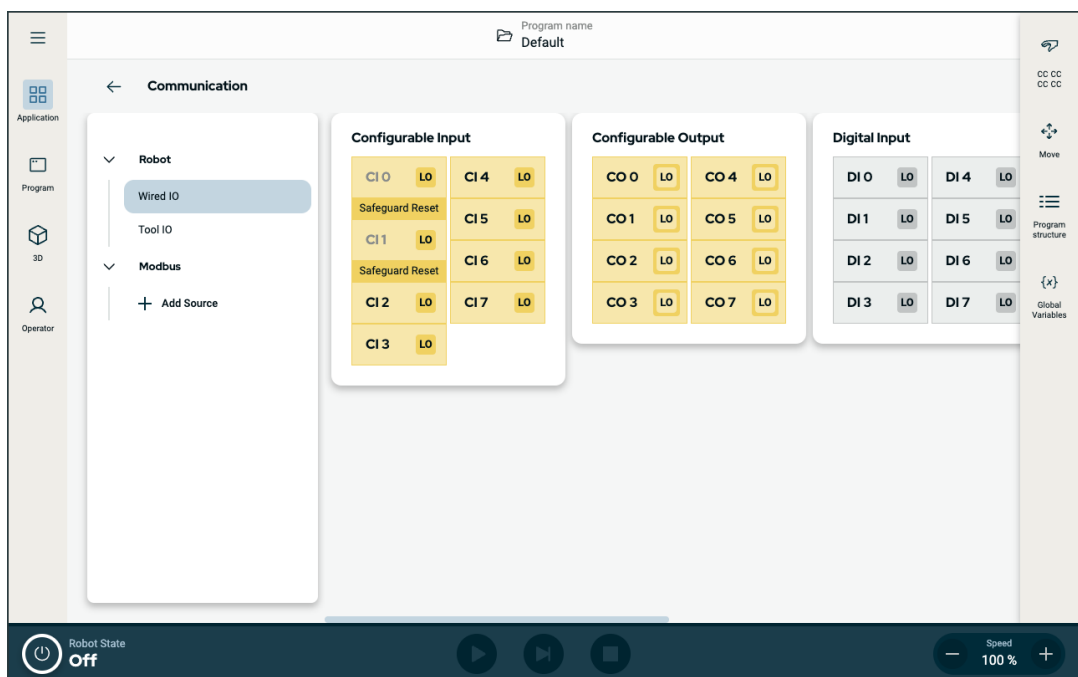 Program name
Default
CC CC
CC CC
Application
Communication
Move
Program
Program
structure
3D
{x}
Global
Variables
Operator
Robot
Wired IO
Tool IO
Modbus
Add Source
Configurable Input
CI 0 LO CI 4 LO
Safeguard Reset
CI 5 LO
CI 1 LO
CI 6 LO
Safeguard Reset
CI 2 LO CI 7 LO
CI 3 LO
Configurable Output
CO 0 LO CO 4 LO
CO 1 LO CO 5 LO
CO 2 LO CO 6 LO
CO 3 LO CO 7 LO
Digital Input
DI 0 LO DI 4 LO
DI 1 LO DI 5 LO
DI 2 LO DI 6 LO
DI 3 LO DI 7 LO
Robot State
Off
Speed
100 %